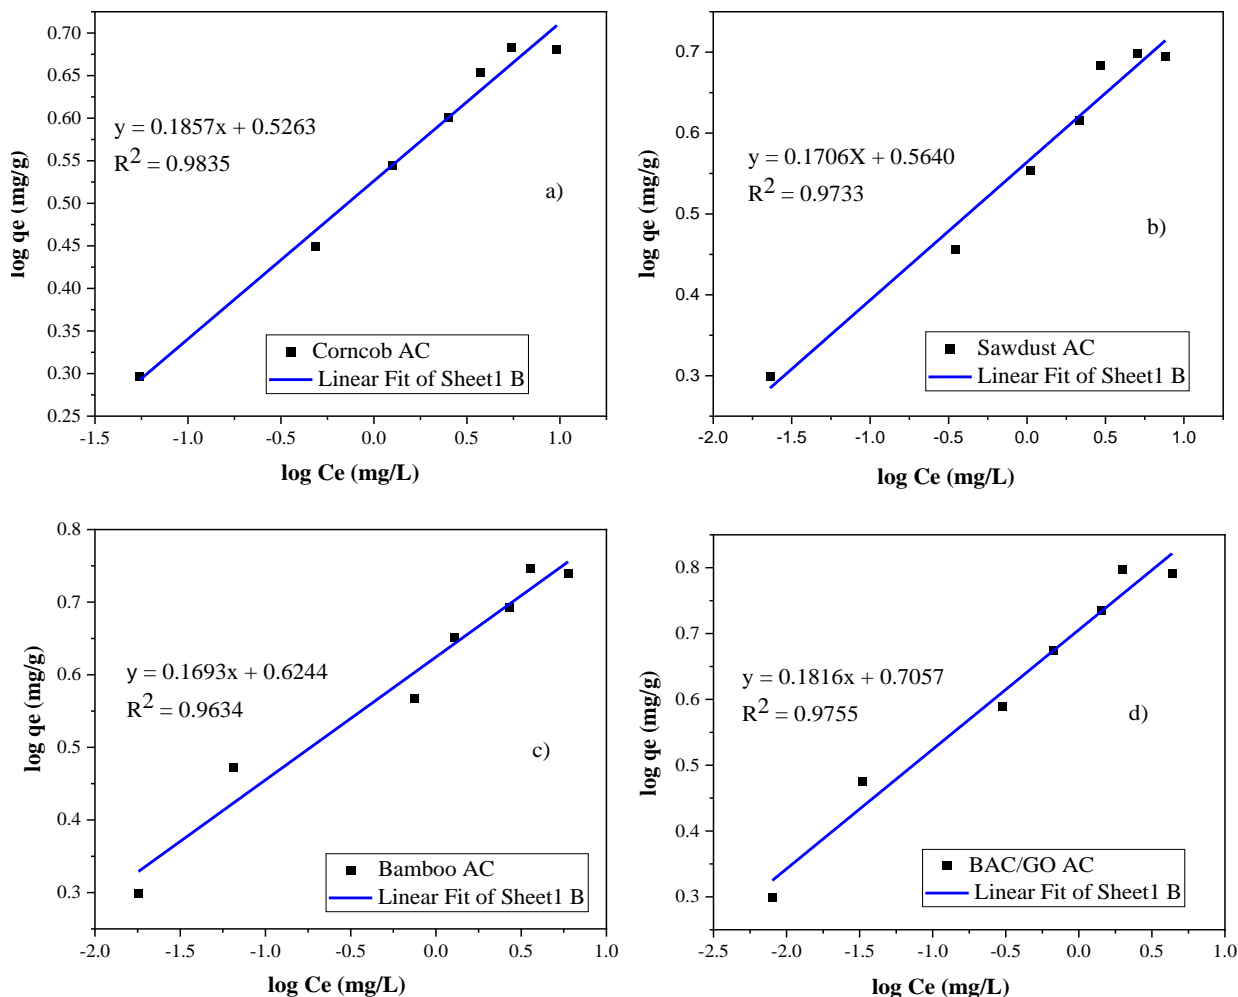 0.70
0.65
0.60
0.55
0.50
0.45
0.40
0.35
0.30
0.25
log qe (mg/g)
y = 0.1857x + 0.5263
R2 = 0.9835
a)
Corncob AC
Linear Fit of Sheet1 B
-1.5 -1.0 -0.5 0.0 0.5 1.0
log Ce (mg/L)
0.7
0.6
0.5
0.4
0.3
log qe (mg/g)
y = 0.1706X + 0.5640
R2 = 0.9733
b)
Sawdust AC
Linear Fit of Sheet1 B
-2.0 -1.5 -1.0 -0.5 0.0 0.5 1.0
log Ce (mg/L)
0.8
0.7
0.6
0.5
0.4
0.3
log qe (mg/g)
y = 0.1693x + 0.6244
R2 = 0.9634
c)
Bamboo AC
Linear Fit of Sheet1 B
-2.0 -1.5 -1.0 -0.5 0.0 0.5 1.0
log Ce (mg/L)
0.8
0.7
0.6
0.5
0.4
0.3
log qe (mg/g)
y = 0.1816x + 0.7057
R2 = 0.9755
d)
BAC/GO AC
Linear Fit of Sheet1 B
-2.5 -2.0 -1.5 -1.0 -0.5 0.0 0.5 1.0
log Ce (mg/L)